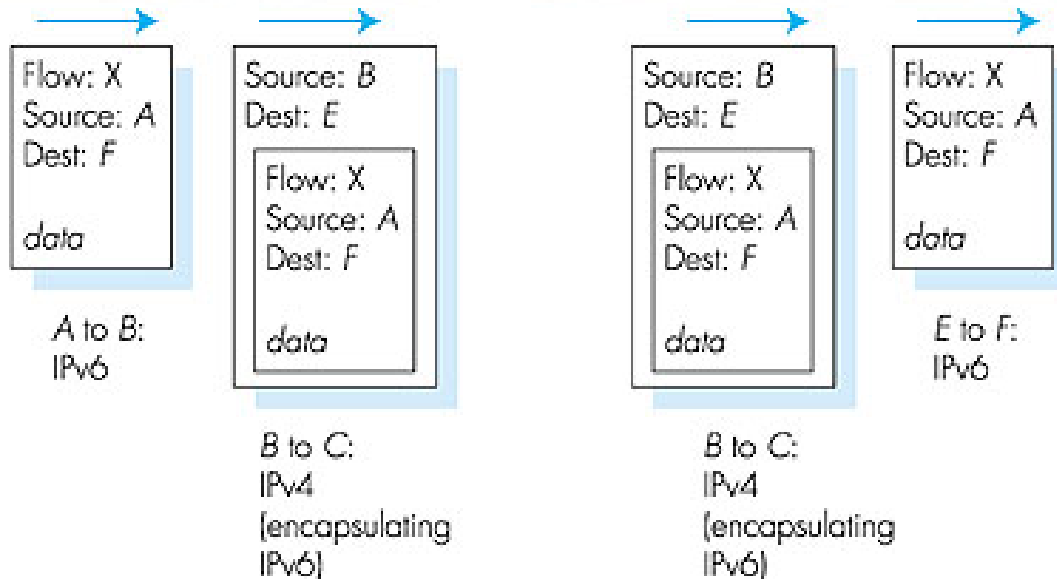 Flow: X
Source: A
Dest: F
data
A to B:
IPv6
Source: B
Dest: E
Flow: X
Source: A
Dest: F
data
B to C:
IPv4
(encapsulating
IPv6)
Source: B
Dest: E
Flow: X
Source: A
Dest: F
data
B to C:
IPv4
(encapsulating
IPv6)
Flow: X
Source: A
Dest: F
data
E to F:
IPv6